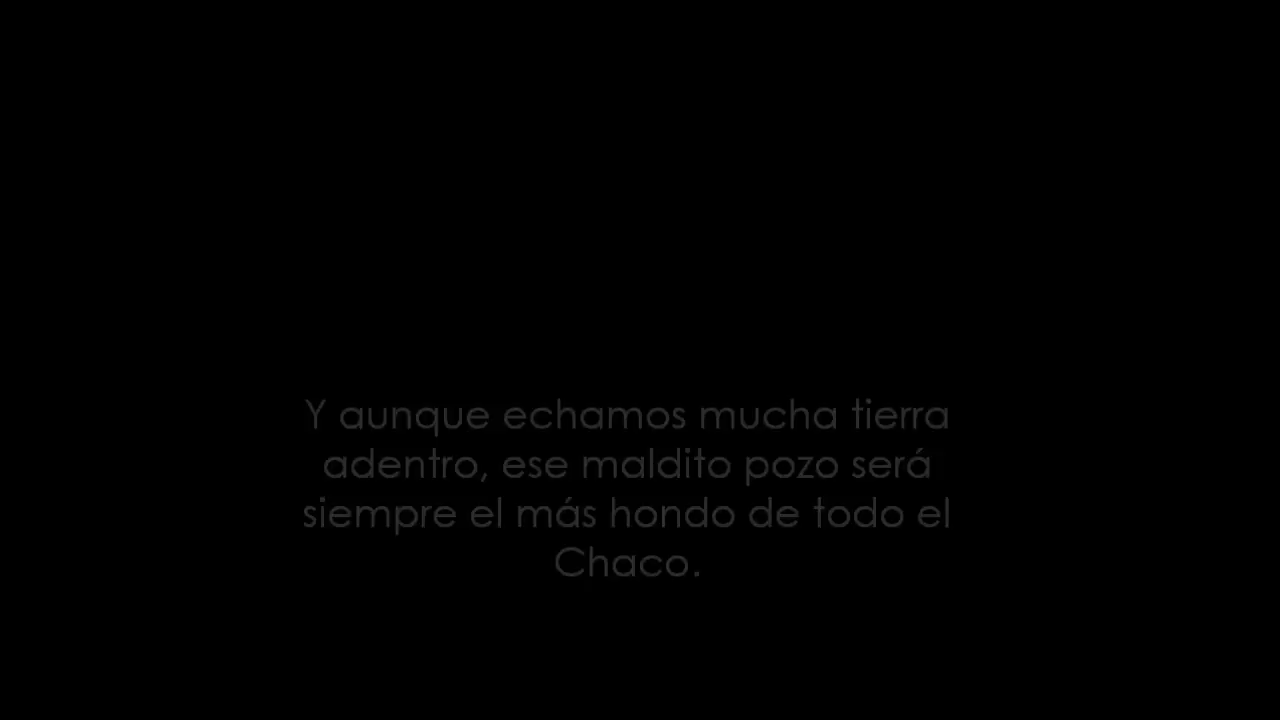 Y aunque echamos mucha tierra
adentro, ese maldito pozo será
siempre el más hondo de todo el
Chaco.